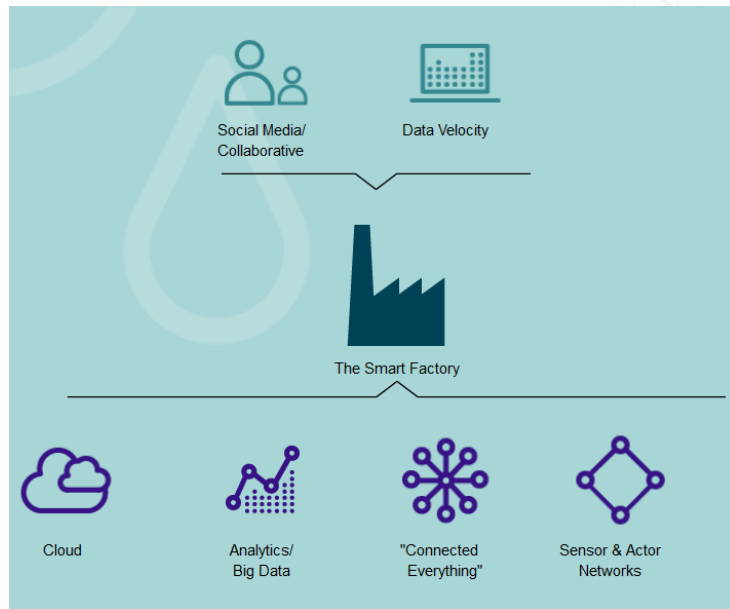 Social Media/
Collaborative
Data Velocity
The Smart Factory
Cloud
Analytics/
Big Data
"Connected
Everything"
Sensor & Actor
Networks